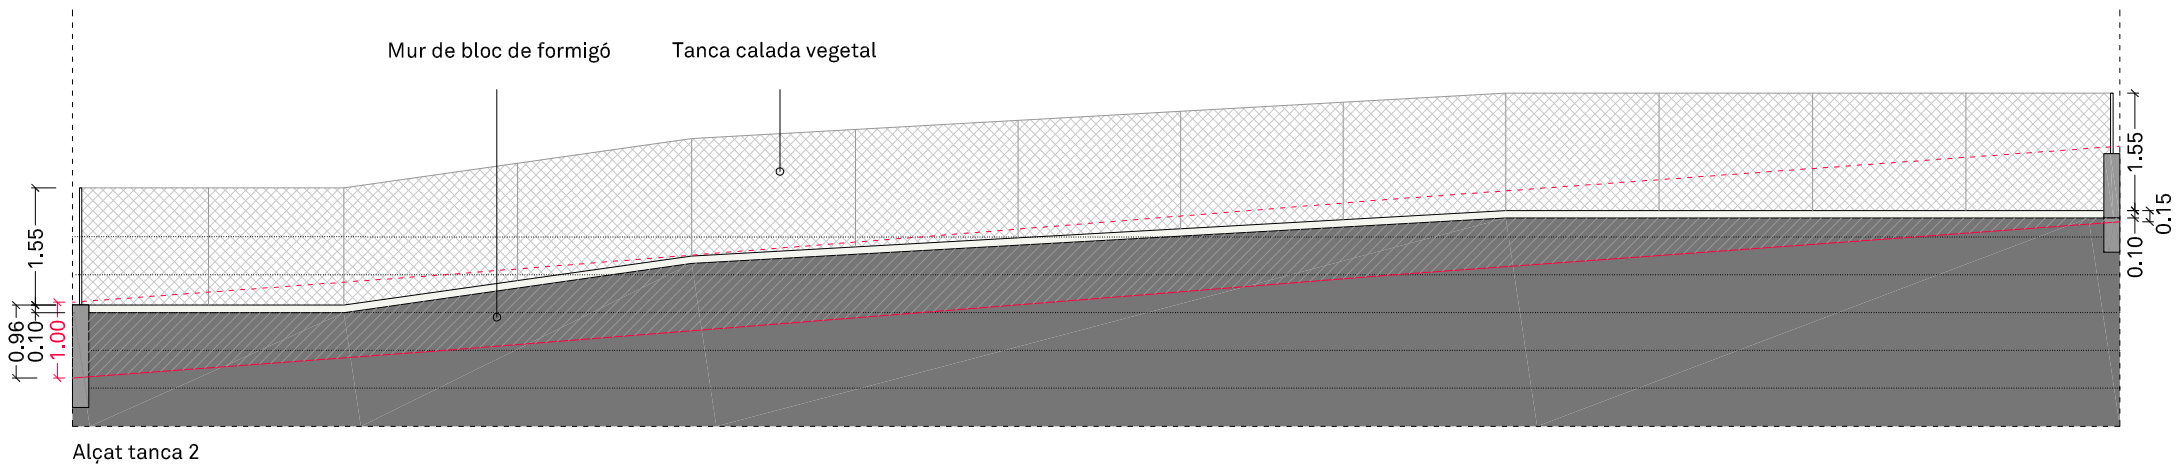 Mur de bloc de formigó
Tanca calada vegetal
1.55
0.96
0.10
1.00
1.55
0.15
0.10
Alçat tanca 2